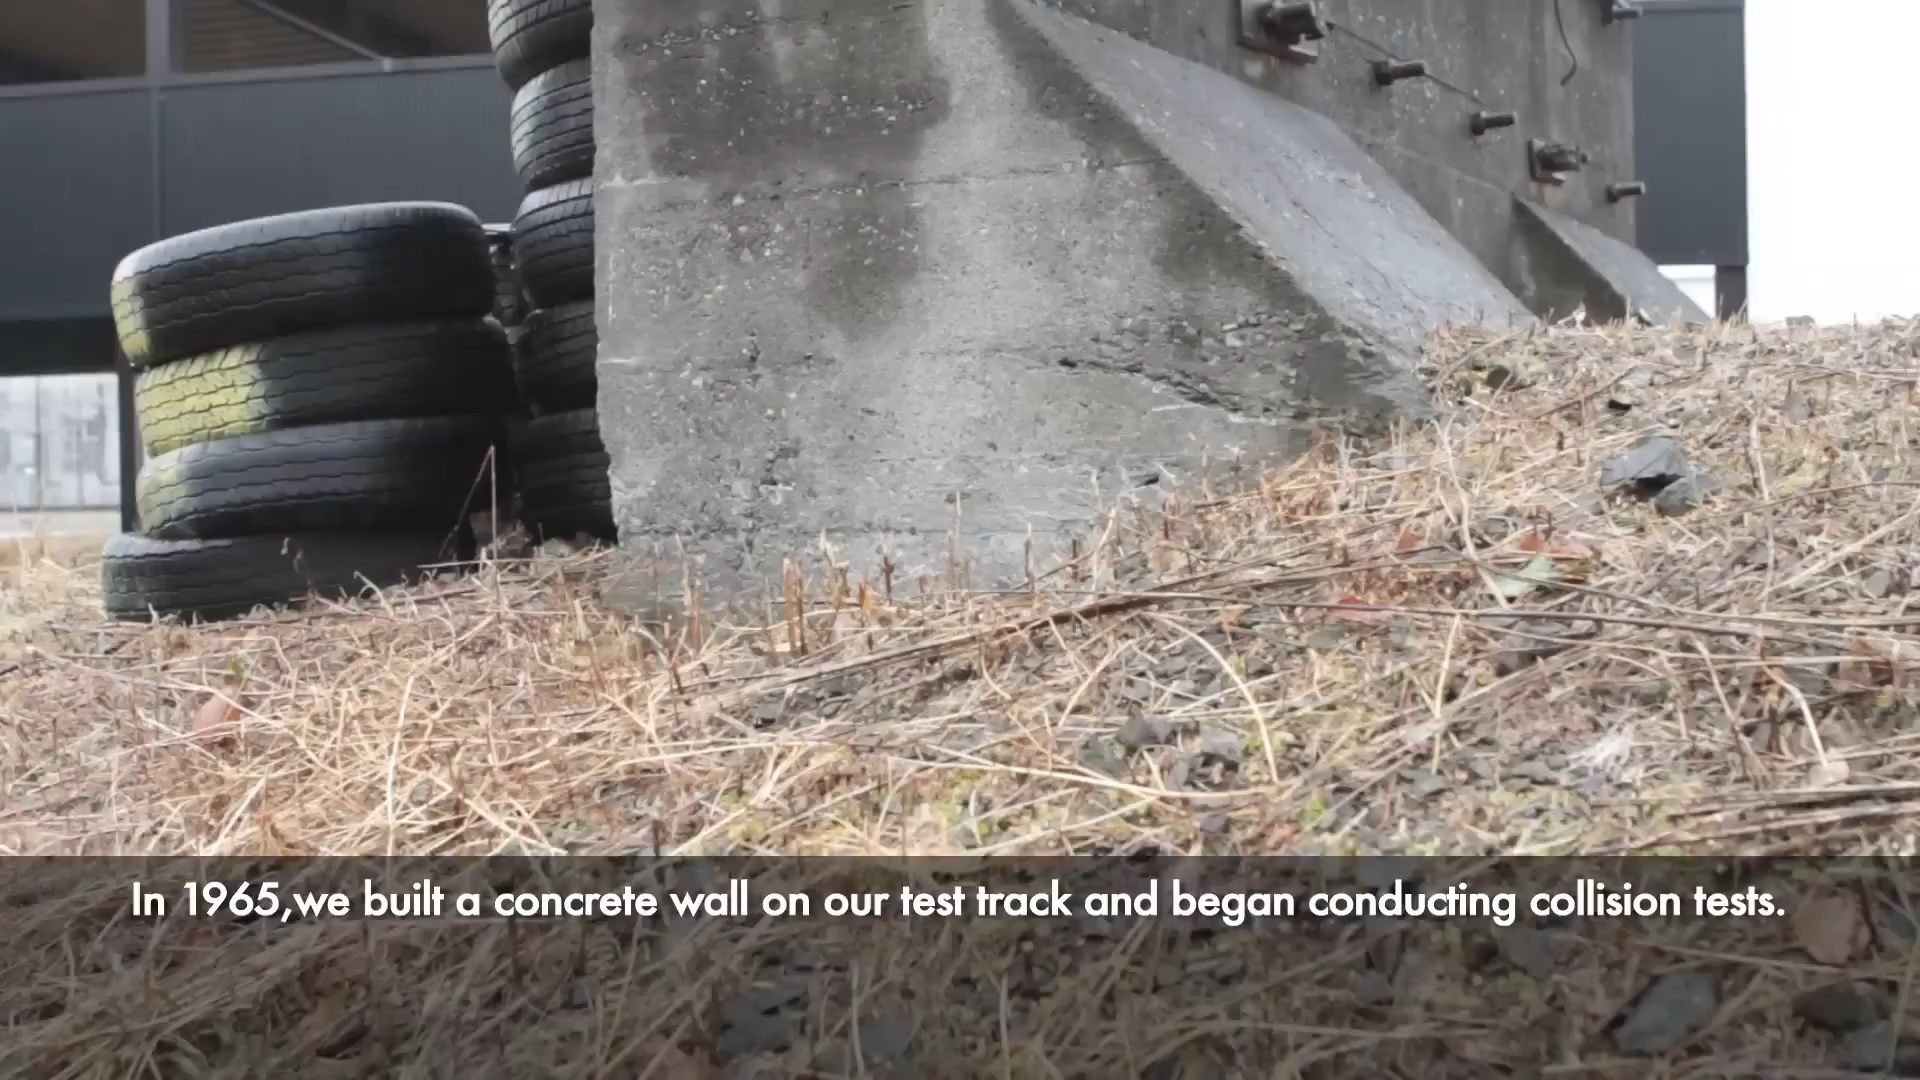 In 1965,we built a concrete wall on our test track and began conducting collision tests.